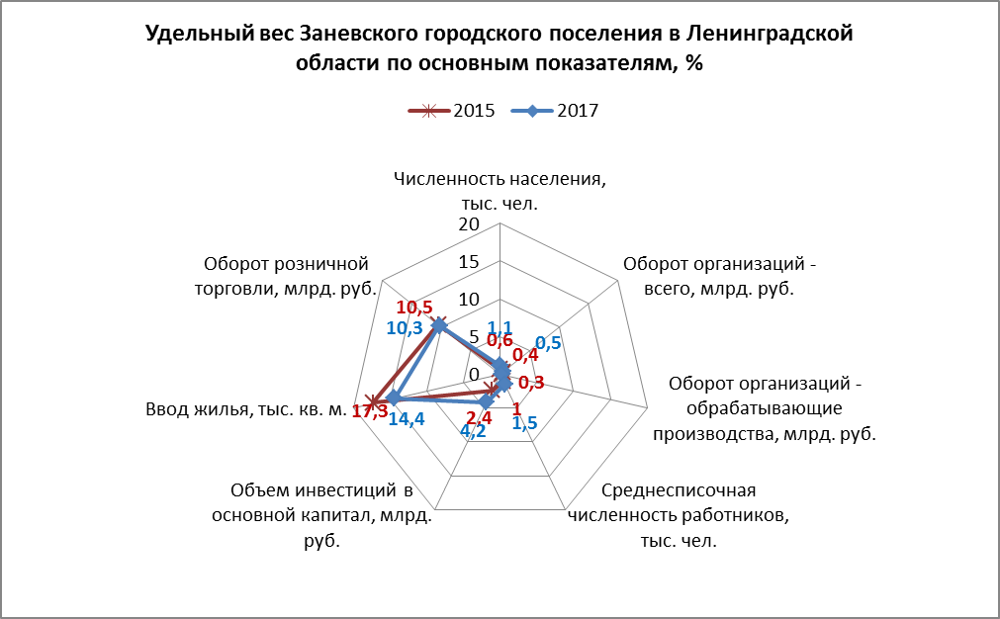 Удельный вес Заневского городского поселения в Ленинградской
области по основным показателям, %
2015
2017
Численность населения,
тыс. чел.
20
15
10
5
0
Оборот розничной
торговли, млрд. руб.
Оборот организаций -
всего, млрд. руб.
10,5
10,3
1,1
0,6
0,5
0,4
0,3
Оборот организаций -
обрабатывающие
производства, млрд. руб.
Ввод жилья, тыс. кв. м.
17,3
14,4
2,4
4,2
1
1,5
Объем инвестиций в
основной капитал, млрд.
руб.
Среднесписочная
численность работников,
тыс. чел.